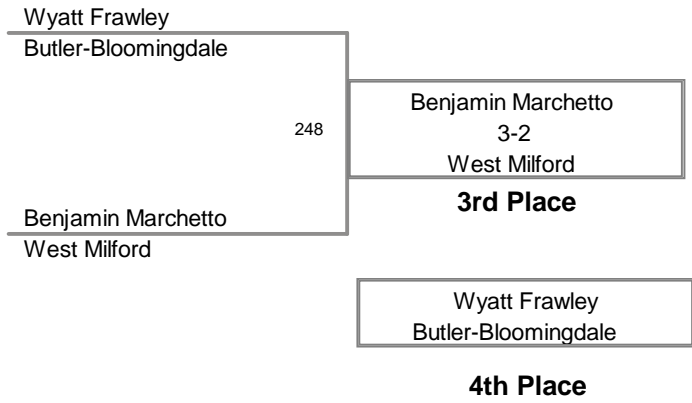 Wyatt Frawley
Butler-Bloomingdale
248
Benjamin Marchetto
3-2
West Milford
3rd Place
Benjamin Marchetto
West Milford
Wyatt Frawley
Butler-Bloomingdale
4th Place